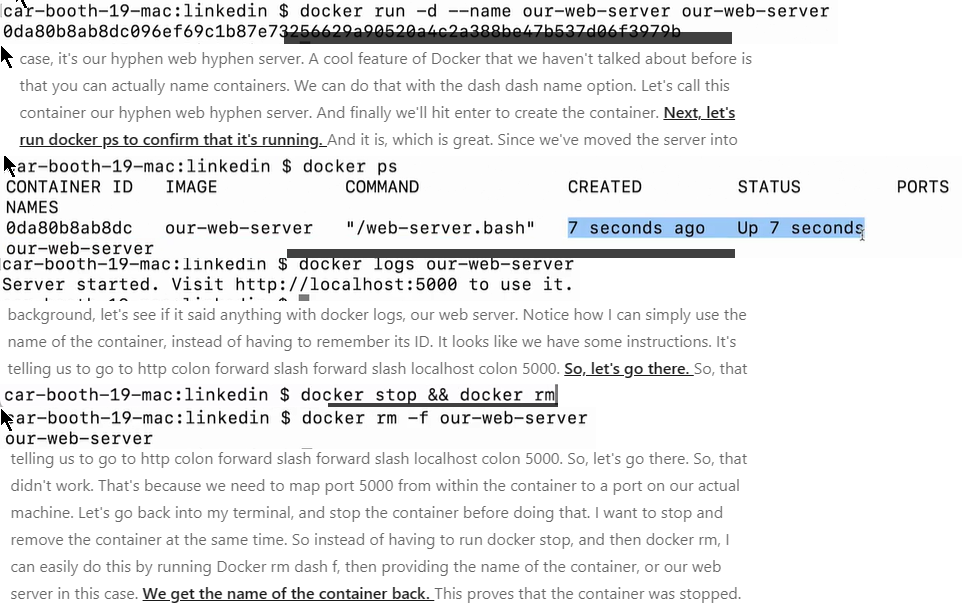 car-booth-19-mac:linkedin $ docker run -d --name our-web-server our-web-server
0da80b8ab8dc096ef69c1b87e73256629a90520a4c2a388be47b537d06f3979b
case, it's our hyphen web hyphen server. A cool feature of Docker that we haven't talked about before is
that you can actually name containers. We can do that with the dash dash name option. Let's call this
container our hyphen web hyphen server. And finally we'll hit enter to create the container. Next, let's
run docker ps to confirm that it's running. And it is, which is great. Since we've moved the server into
car-booth-19-mac:linkedin $ docker ps
CONTAINER ID IMAGE COMMAND CREATED STATUS PORTS
NAMES
0da80b8ab8dc our-web-server "/web-server.bash" 7 seconds ago Up 7 seconds
our-web-server
car-booth-19-mac:linkedin $ docker logs our-web-server
Server started. Visit http://localhost:5000 to use it.
background, let's see if it said anything with docker logs, our web server. Notice how I can simply use the
name of the container, instead of having to remember its ID. It looks like we have some instructions. It's
telling us to go to http colon forward slash forward slash localhost colon 5000. So, let's go there. So, that
car-booth-19-mac:linkedin $ docker stop && docker rm
car-booth-19-mac:linkedin $ docker rm -f our-web-server
our-web-server
telling us to go to http colon forward slash forward slash localhost colon 5000. So, let's go there. So, that
didn't work. That's because we need to map port 5000 from within the container to a port on our actual
machine. Let's go back into my terminal, and stop the container before doing that. I want to stop and
remove the container at the same time. So instead of having to run docker stop, and then docker rm, I
can easily do this by running Docker rm dash f, then providing the name of the container, or our web
server in this case. We get the name of the container back. This proves that the container was stopped.